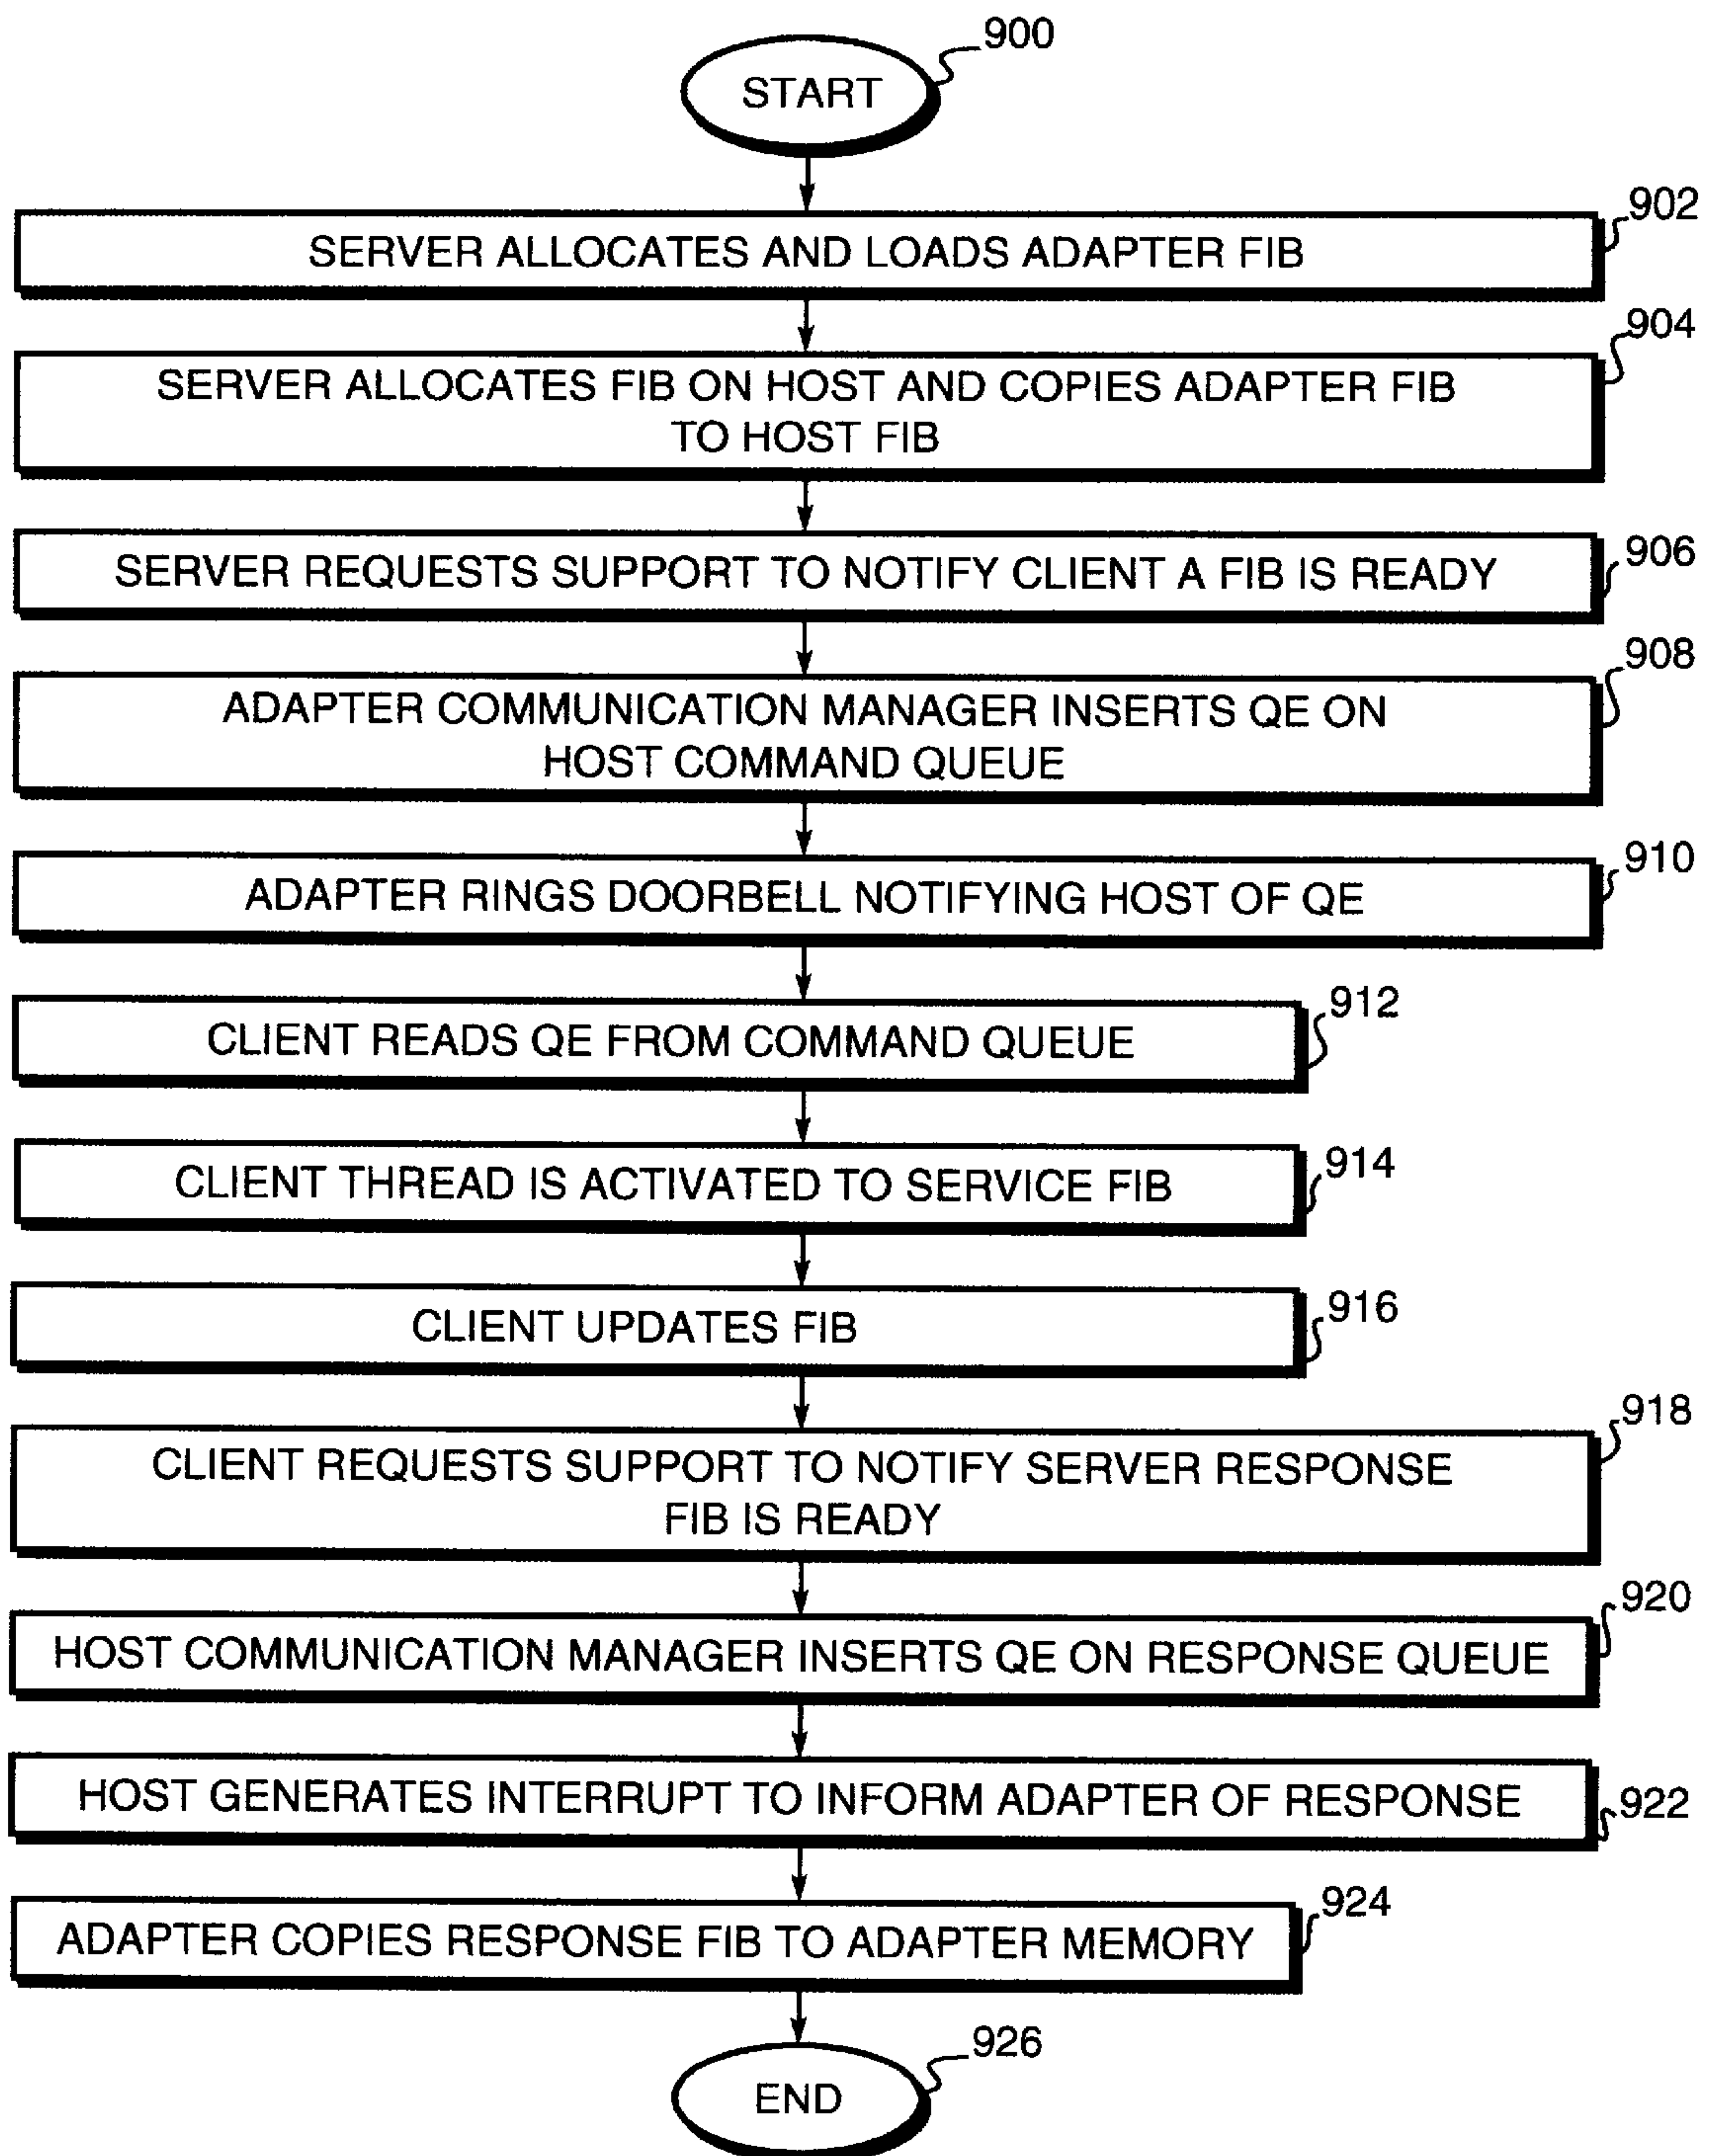 900
START
902
SERVER ALLOCATES AND LOADS ADAPTER FIB
904
SERVER ALLOCATES FIB ON HOST AND COPIES ADAPTER FIB
TO HOST FIB
906
SERVER REQUESTS SUPPORT TO NOTIFY CLIENT A FIB IS READY
908
ADAPTER COMMUNICATION MANAGER INSERTS QE ON
HOST COMMAND QUEUE
910
ADAPTER RINGS DOORBELL NOTIFYING HOST OF QE
912
CLIENT READS QE FROM COMMAND QUEUE
914
CLIENT THREAD IS ACTIVATED TO SERVICE FIB
916
CLIENT UPDATES FIB
918
CLIENT REQUESTS SUPPORT TO NOTIFY SERVER RESPONSE
FIB IS READY
920
HOST COMMUNICATION MANAGER INSERTS QE ON RESPONSE QUEUE
HOST GENERATES INTERRUPT TO INFORM ADAPTER OF RESPONSE
922
924
ADAPTER COPIES RESPONSE FIB TO ADAPTER MEMORY
926
END